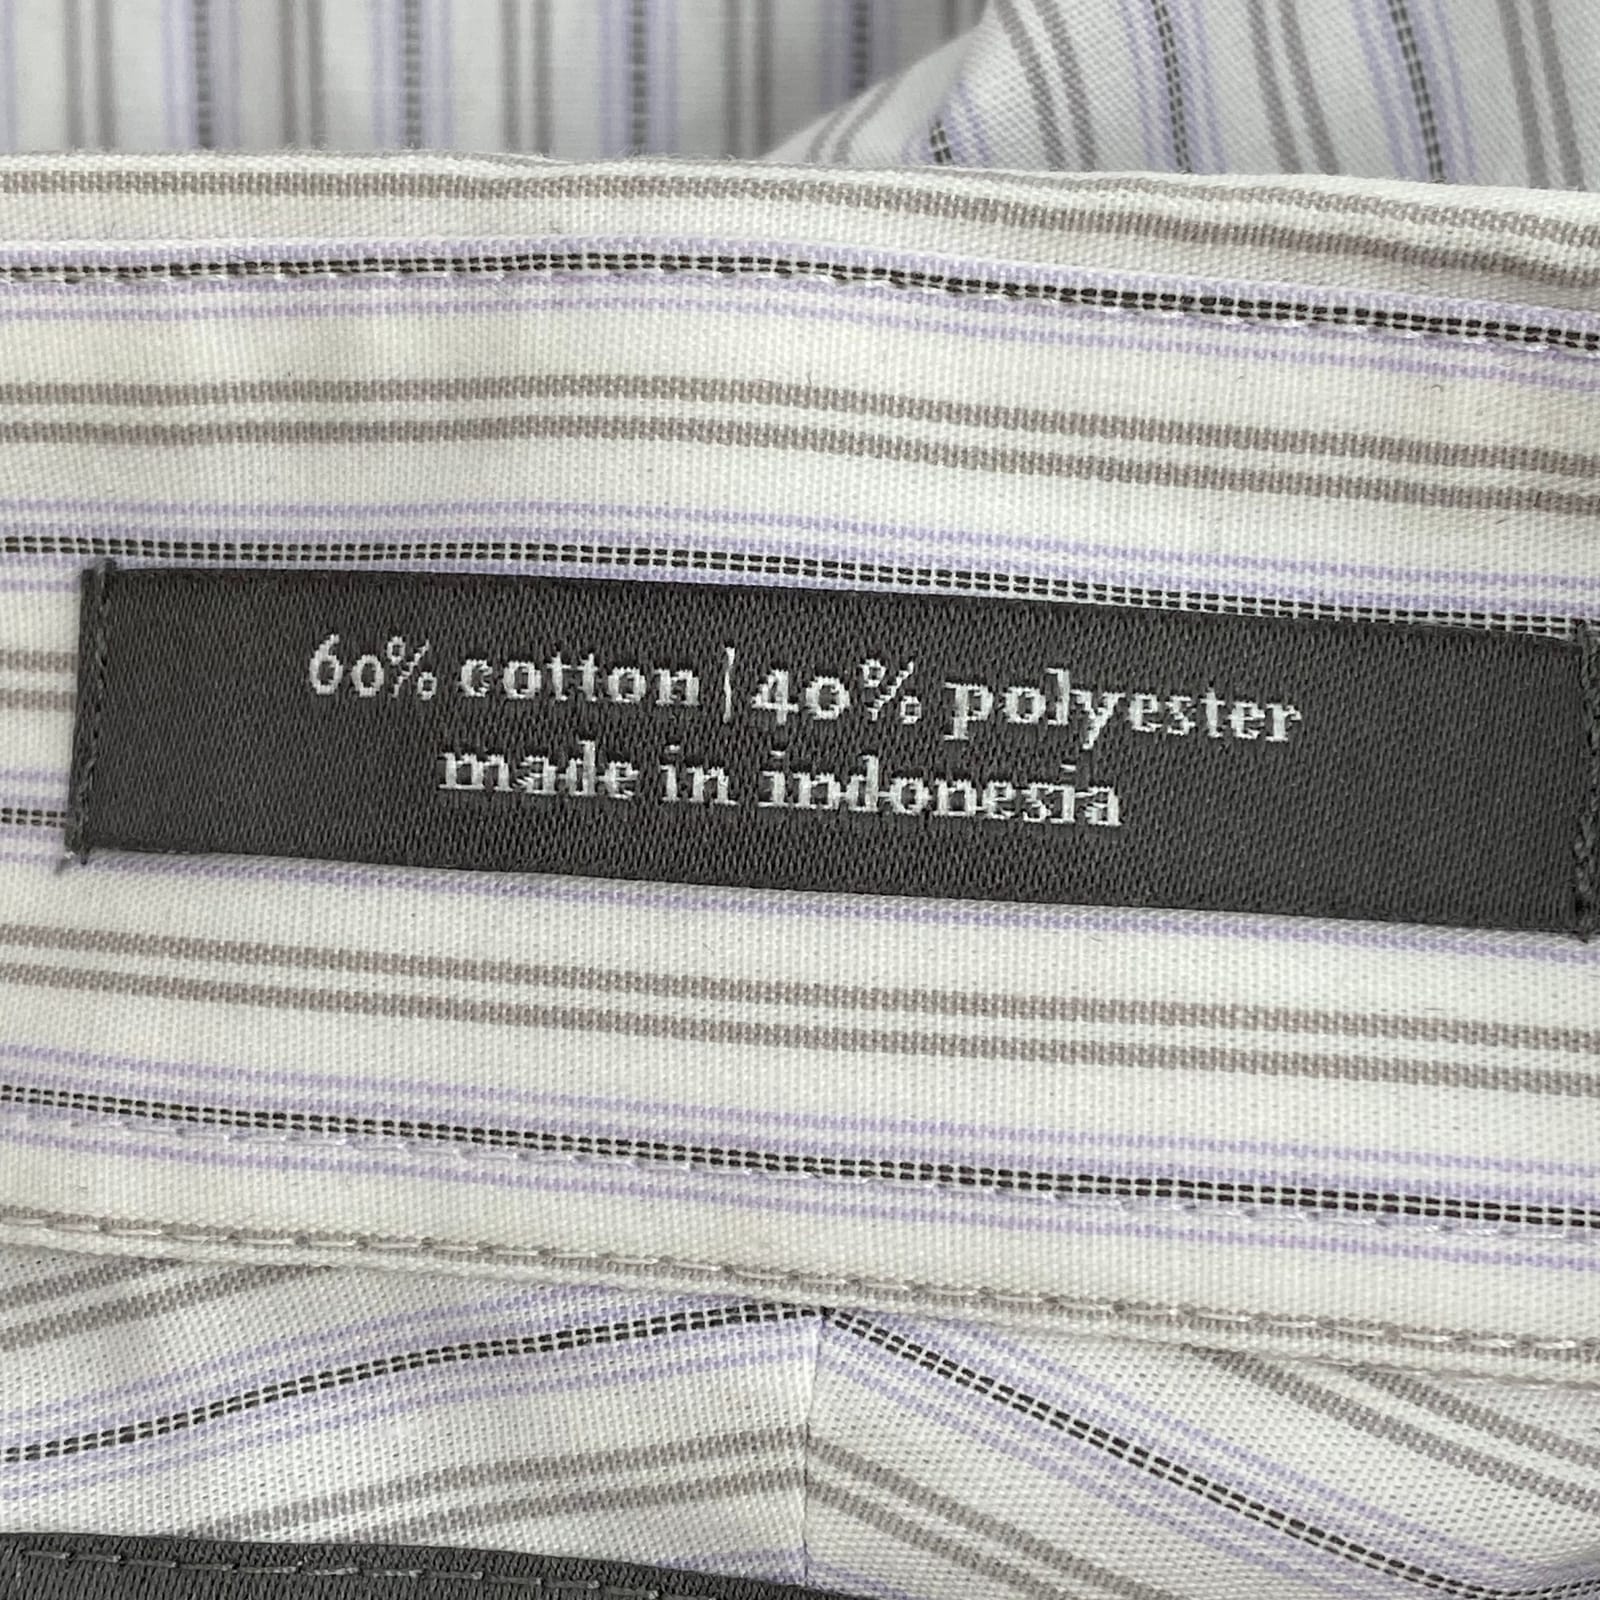 60% cotton | 40% polyester
made in indonesia